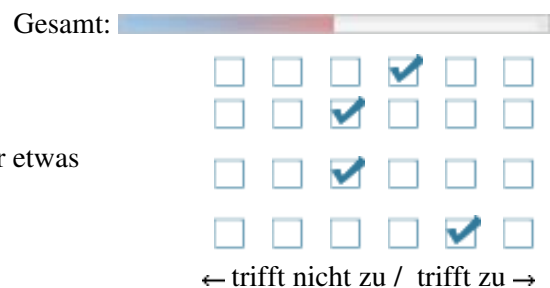 Gesamt:
r etwas
← trifft nicht zu / trifft zu →